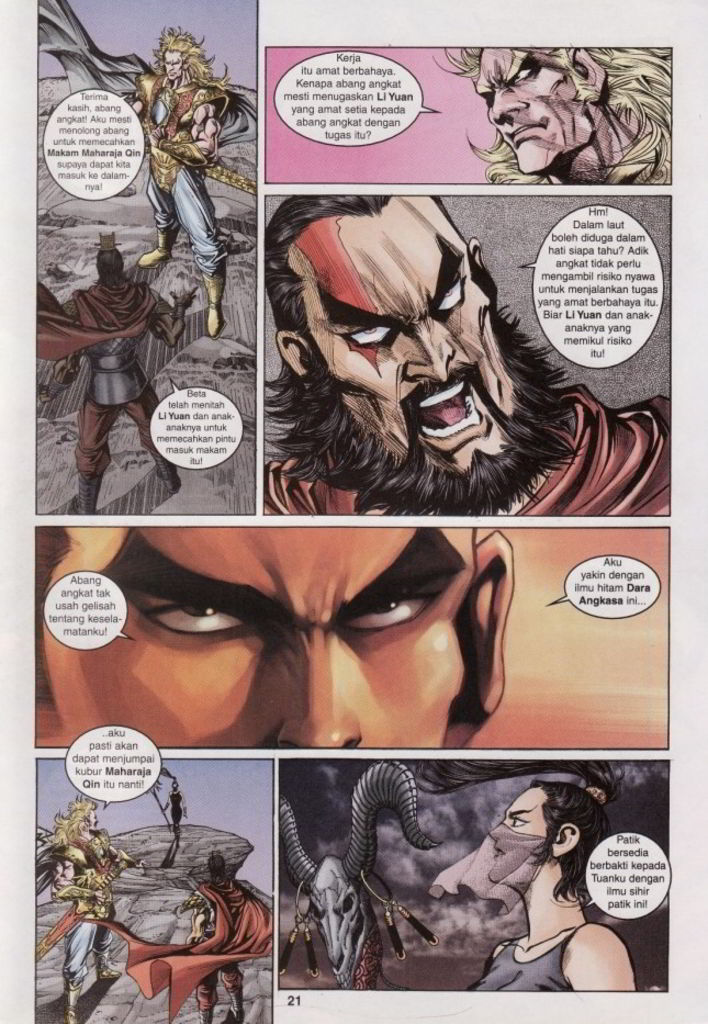 Terima
kasih, abang
angkat! Aku mesti
menolong abang
untuk memecahkan
Makam Maharaja Qin
supaya dapat kita
masuk ke dalam-
nya!
Beta
telah menitah
Li Yuan dan anak-
anaknya untuk
memecahkan pintu
masuk makam
itu!
Kerja
itu amat berbahaya.
Kenapa abang angkat
mesti menugaskan Li Yuan
yang amat setia kepada
abang angkat dengan
tugas itu?
Hm!
Dalam laut
boleh diduga dalam
hati siapa tahu? Adik
angkat tidak perlu
mengambil risiko nyawa
untuk menjalankan tugas
yang amat berbahaya itu.
Biar Li Yuan dan anak-
anaknya yang
memikul risiko
itu!
Abang
angkat tak
usah gelisah
tentang kesela-
matanku!
Aku
yakin dengan
ilmu hitam Dara
Angkasa ini...
..aku
pasti akan
dapat menjumpai
kubur Maharaja
Qin itu nanti!
Patik
bersedia
berbakti kepada
Tuanku dengan
ilmu sihir
patik ini!
21